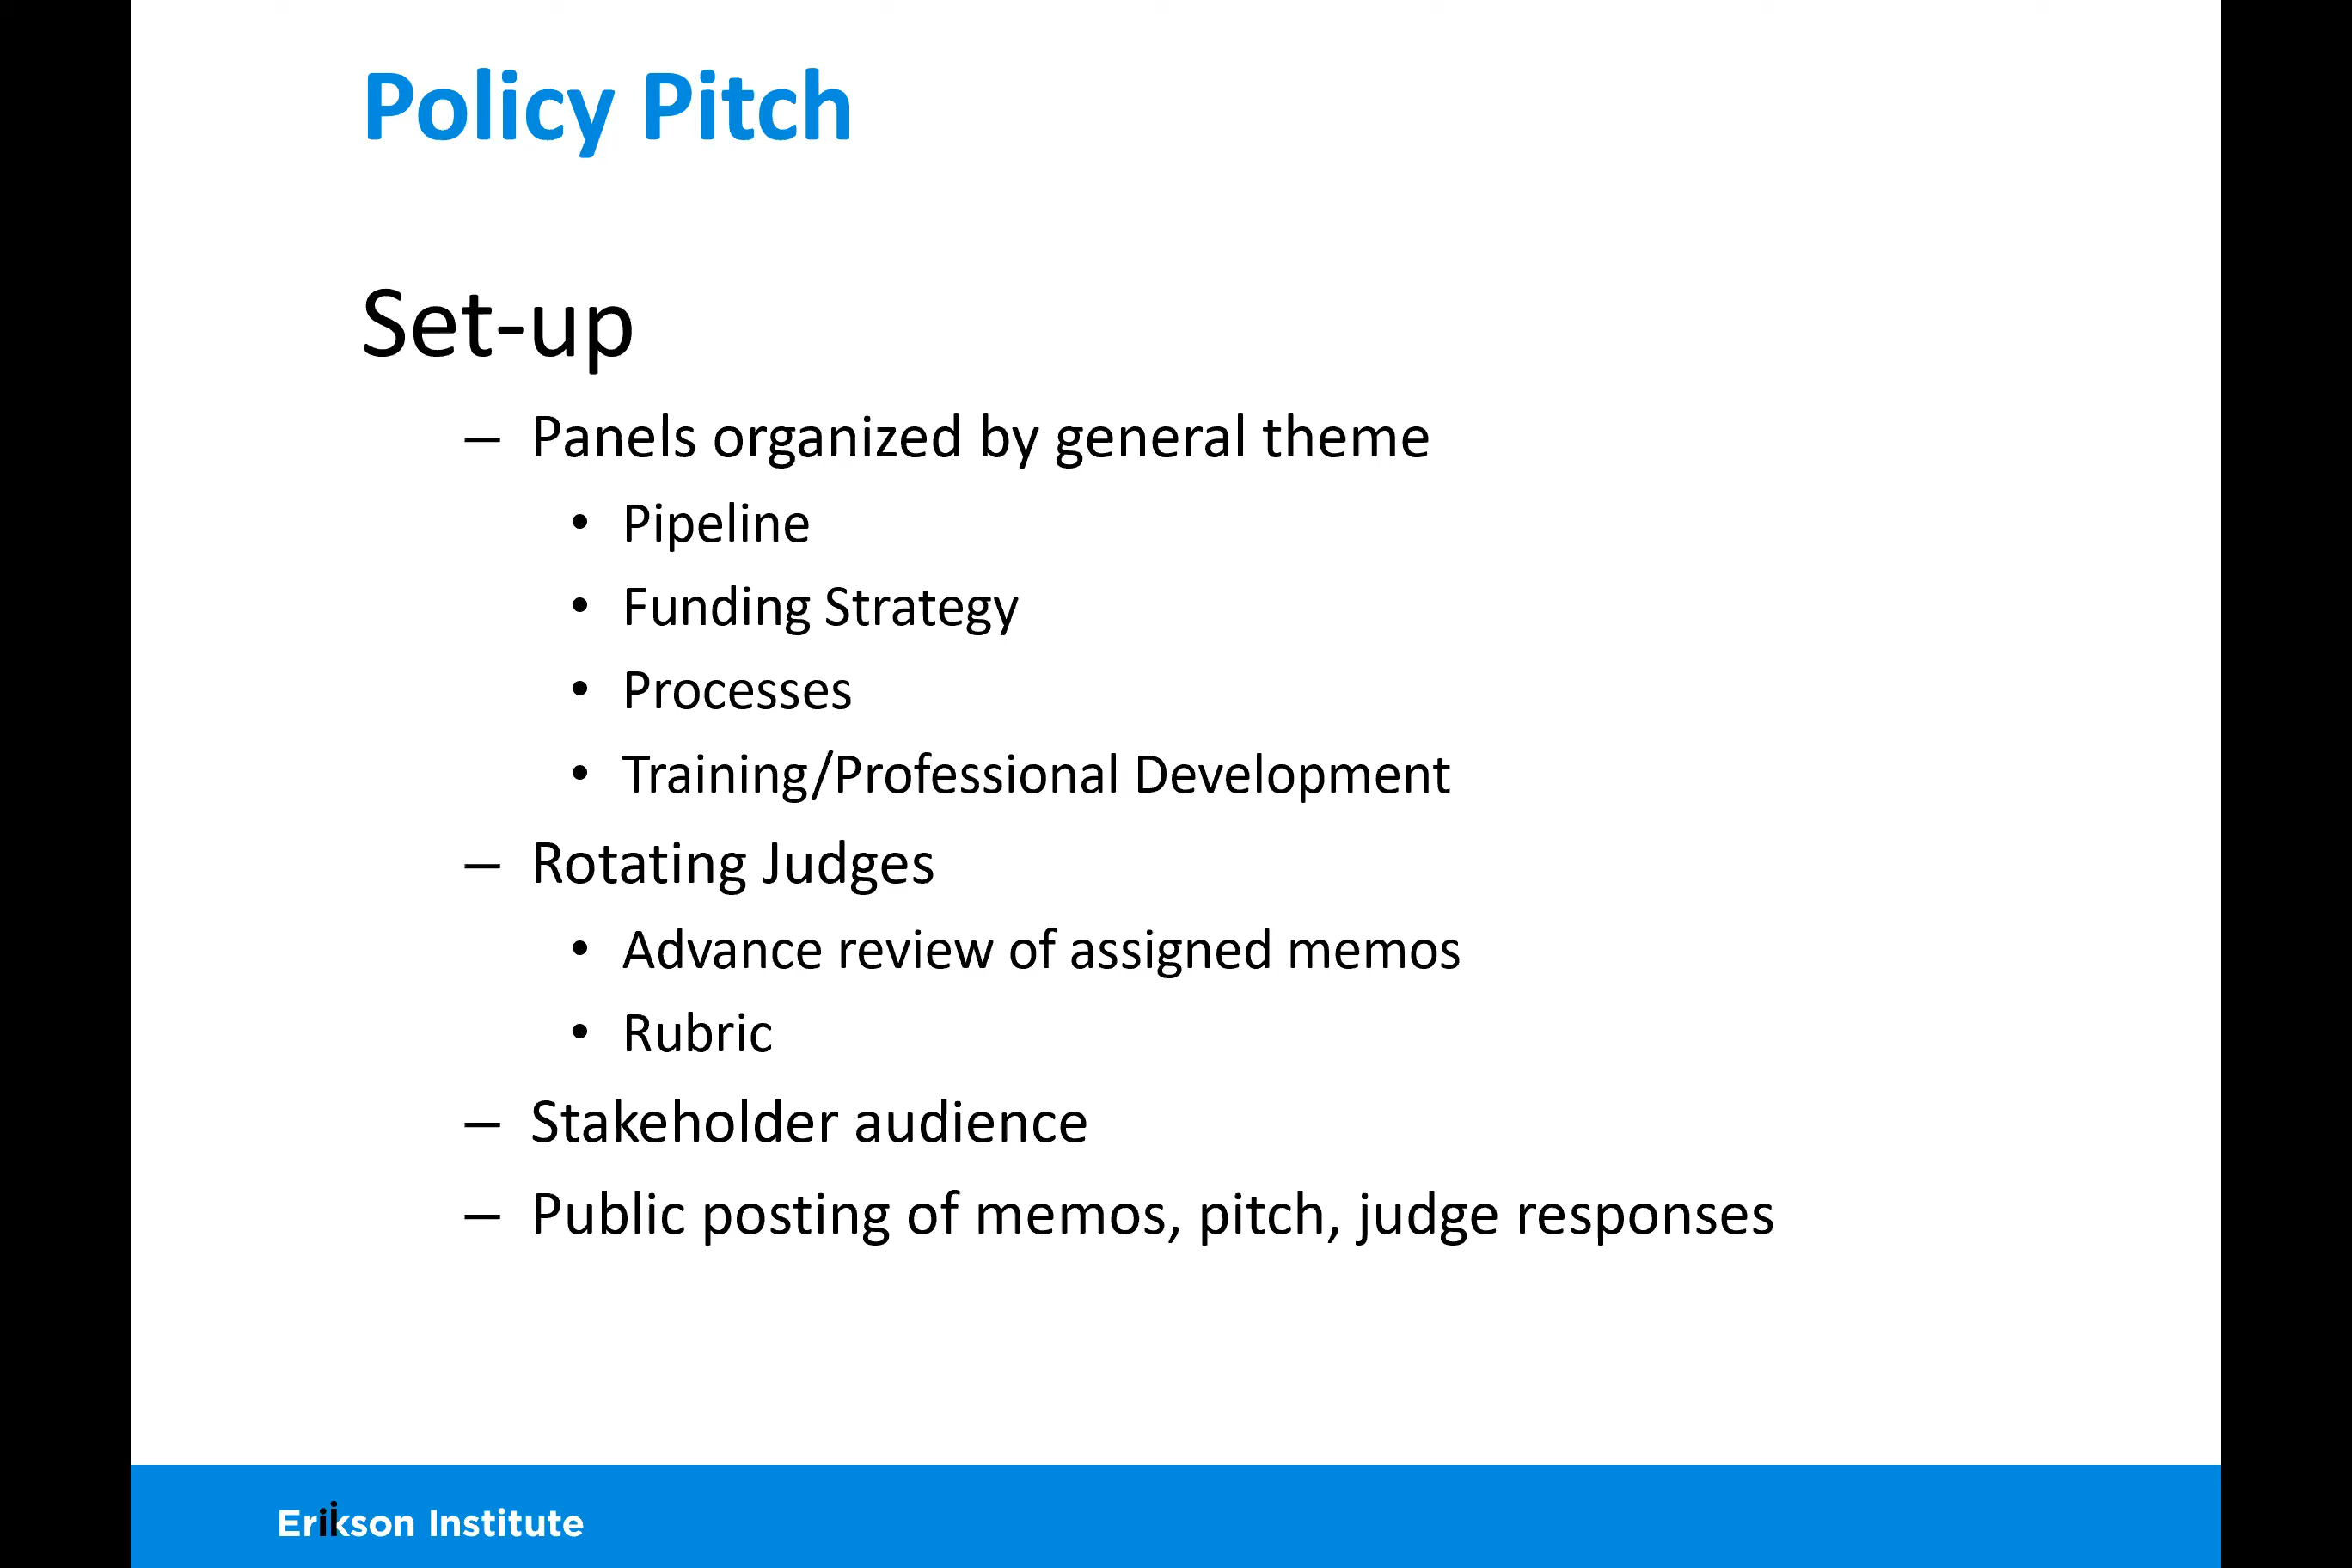 Policy Pitch
Set-up
– Panels organized by general theme
• Pipeline
• Funding Strategy
• Processes
• Training/Professional Development
– Rotating Judges
• Advance review of assigned memos
• Rubric
– Stakeholder audience
– Public posting of memos, pitch, judge responses
Erikson Institute